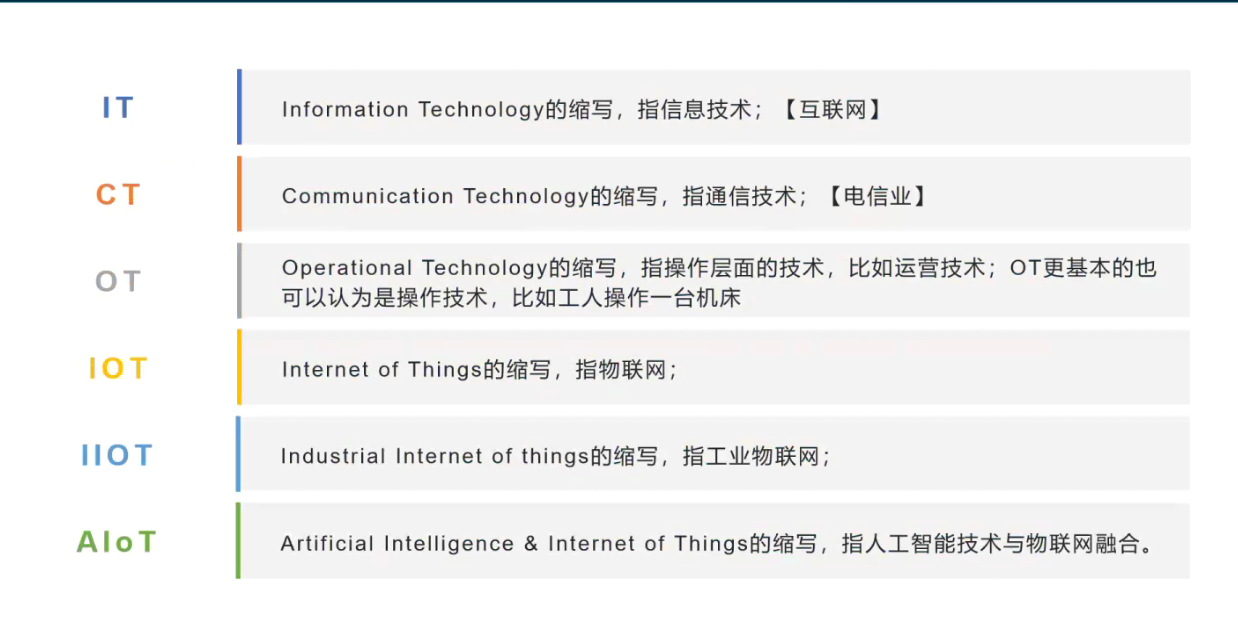 IT
Information Technology的缩写，指信息技术；【互联网】
CT
Communication Technology的缩写，指通信技术；【电信业】
OT
Operational Technology的缩写，指操作层面的技术，比如运营技术；OT更基本的也
可以认为是操作技术，比如工人操作一台机床
IOT
Internet of Things的缩写，指物联网；
IIOT
Industrial Internet of things的缩写，指工业物联网；
AIoT
Artificial Intelligence & Internet of Things的缩写，指人工智能技术与物联网融合。